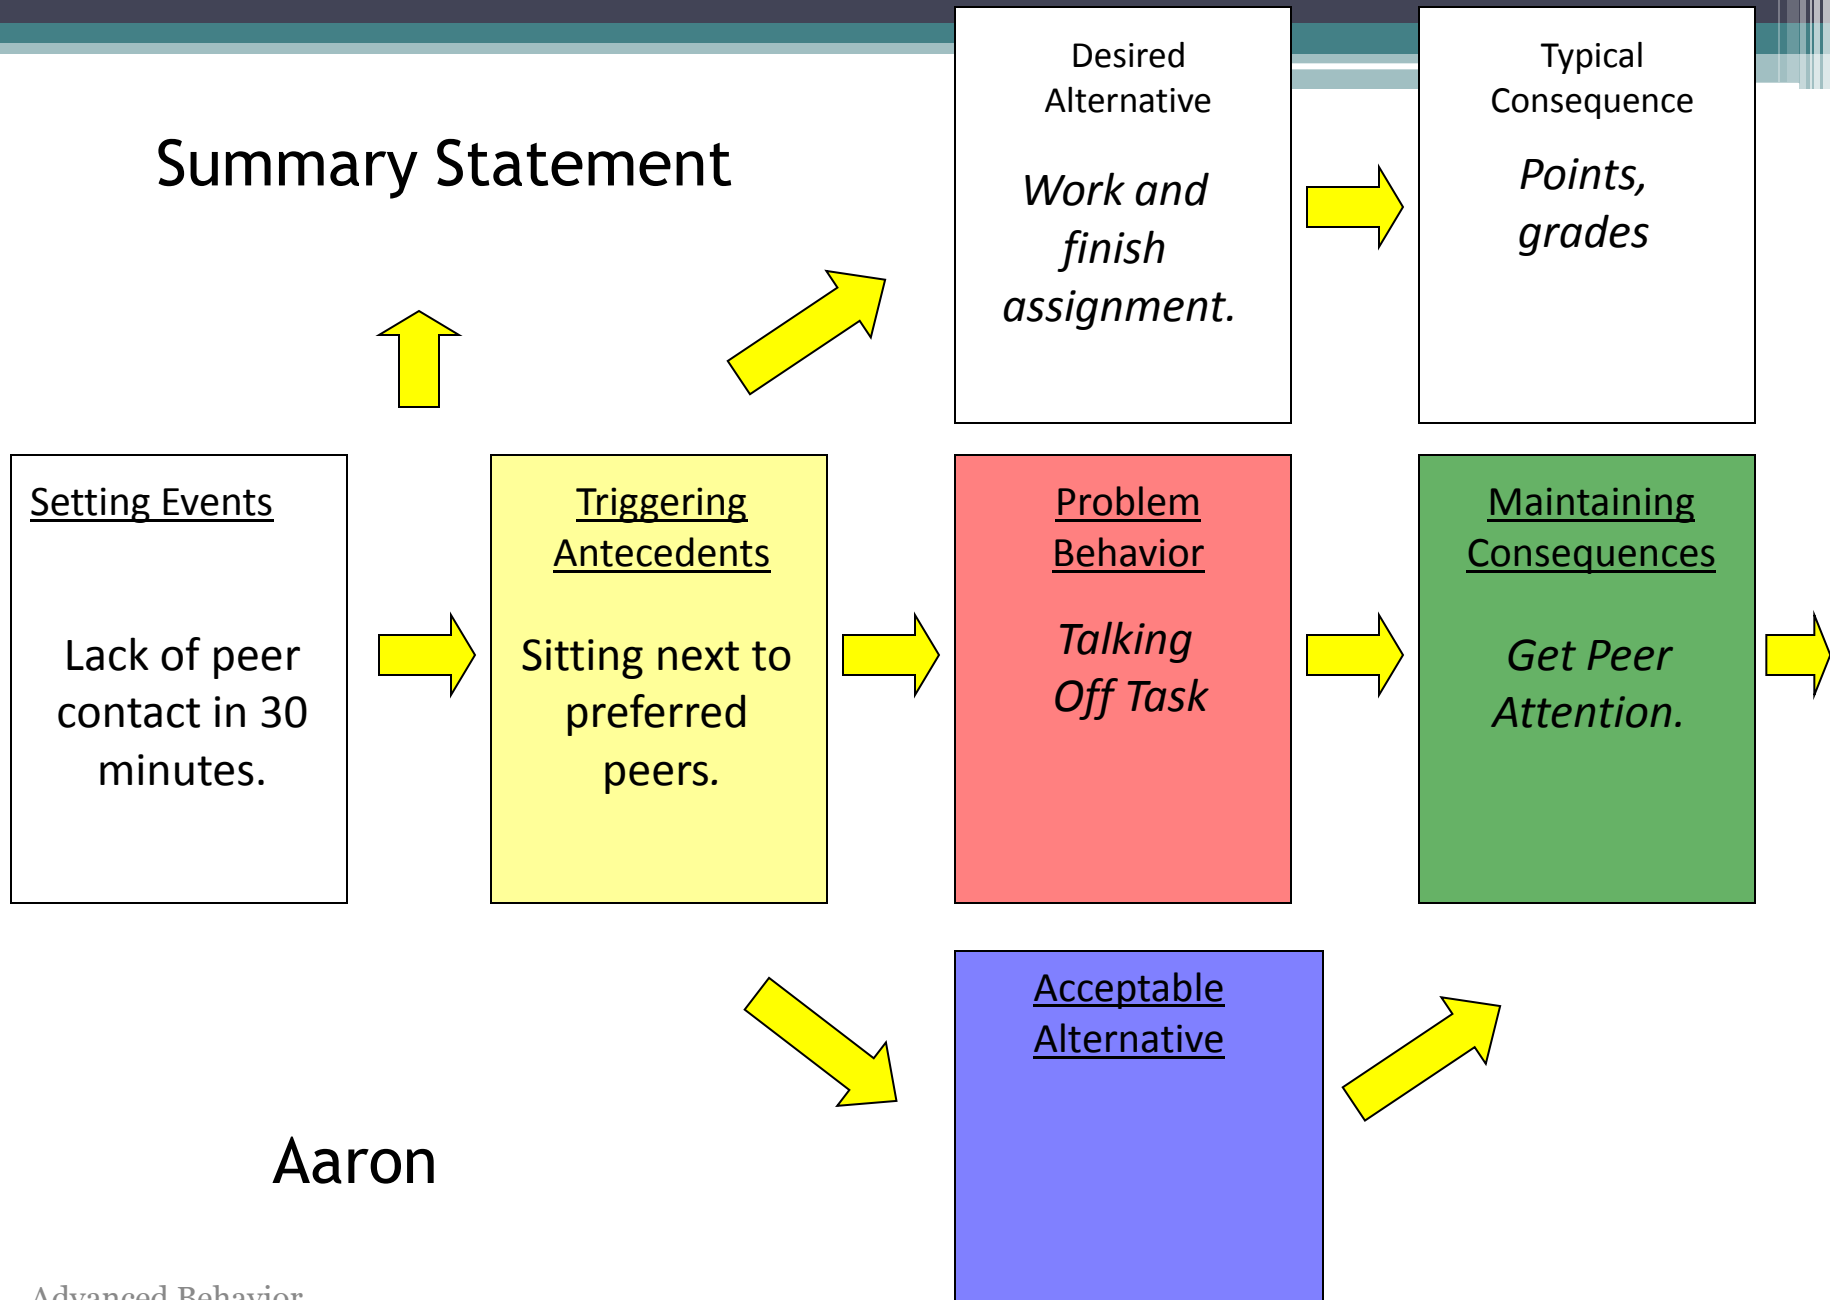 Summary Statement
Desired
Alternative
Work and
finish
assignment.
Typical
Consequence
Points,
grades
Setting Events
Lack of peer
contact in 30
minutes.
Triggering
Antecedents
Sitting next to
preferred
peers.
Problem
Behavior
Talking
Off Task
Maintaining
Consequences
Get Peer
Attention.
Acceptable
Alternative
Aaron
Advanced Behavior